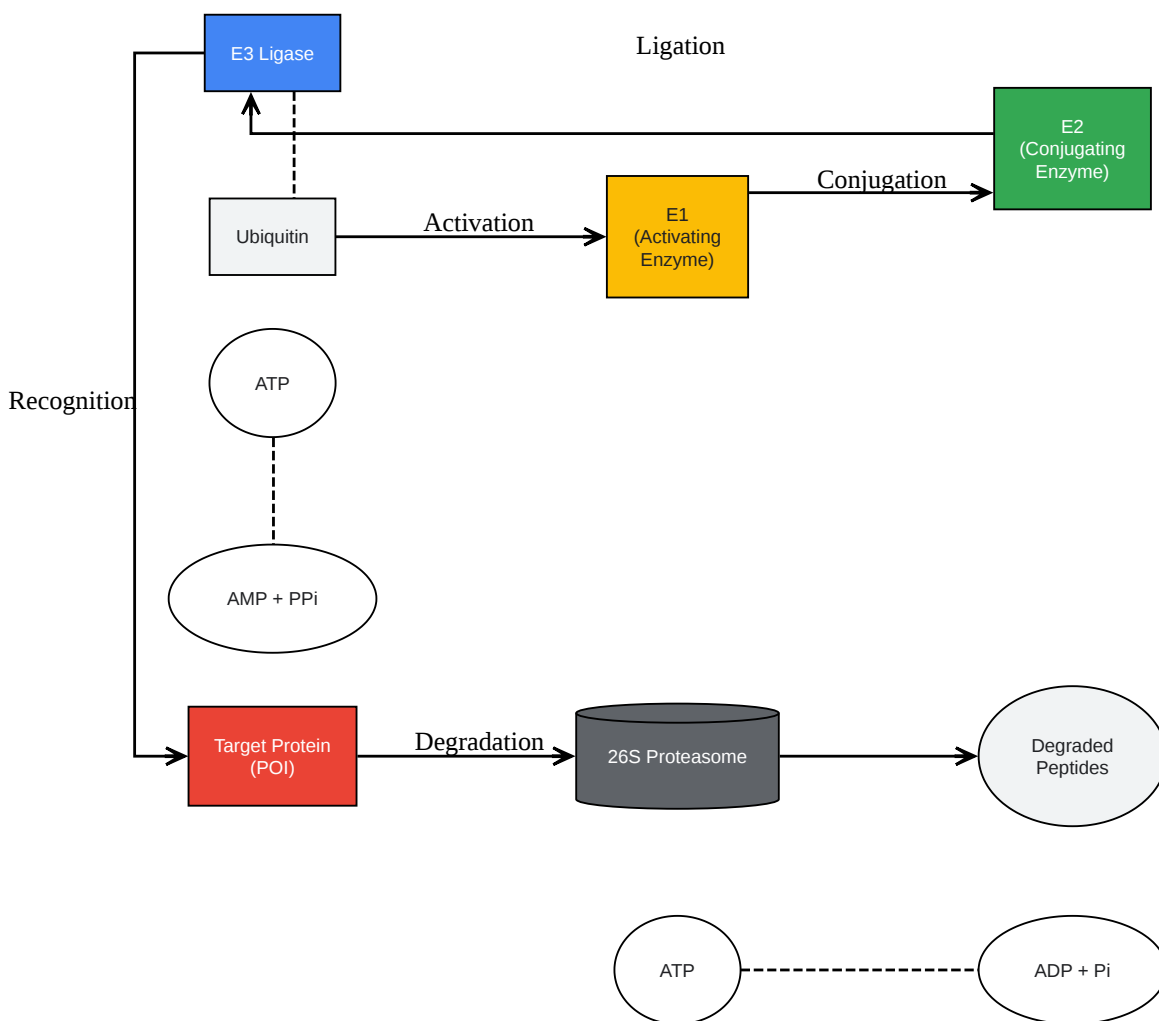 E3 Ligase
Ligation
E2
(Conjugating
Enzyme)
Conjugation
E1
(Activating
Enzyme)
Activation
Ubiquitin
ATP
Recognition
AMP + PPi
Target Protein
(POI)
Degradation
26S Proteasome
Degraded
Peptides
ATP
ADP + Pi